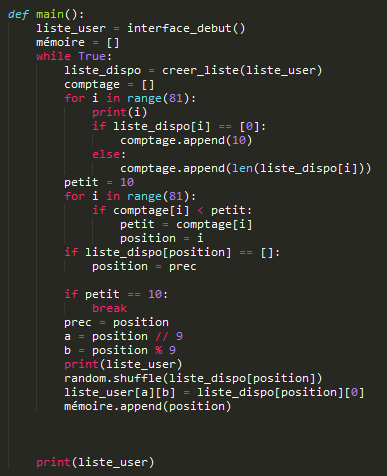 def main():
    liste_user = interface_debut()
    mémoire = []
    while True:
        liste_dispo = creer_liste(liste_user)
        comptage = []
        for i in range(81):
            print(i)
            if liste_dispo[i] == [0]:
                comptage.append(10)
            else:
                comptage.append(len(liste_dispo[i]))
        petit = 10
        for i in range(81):
            if comptage[i] < petit:
                petit = comptage[i]
                position = i
        if liste_dispo[position] == []:
            position = prec

        if petit == 10:
            break
        prec = position
        a = position // 9
        b = position % 9
        print(liste_user)
        random.shuffle(liste_dispo[position])
        liste_user[a][b] = liste_dispo[position][0]
        mémoire.append(position)

    print(liste_user)